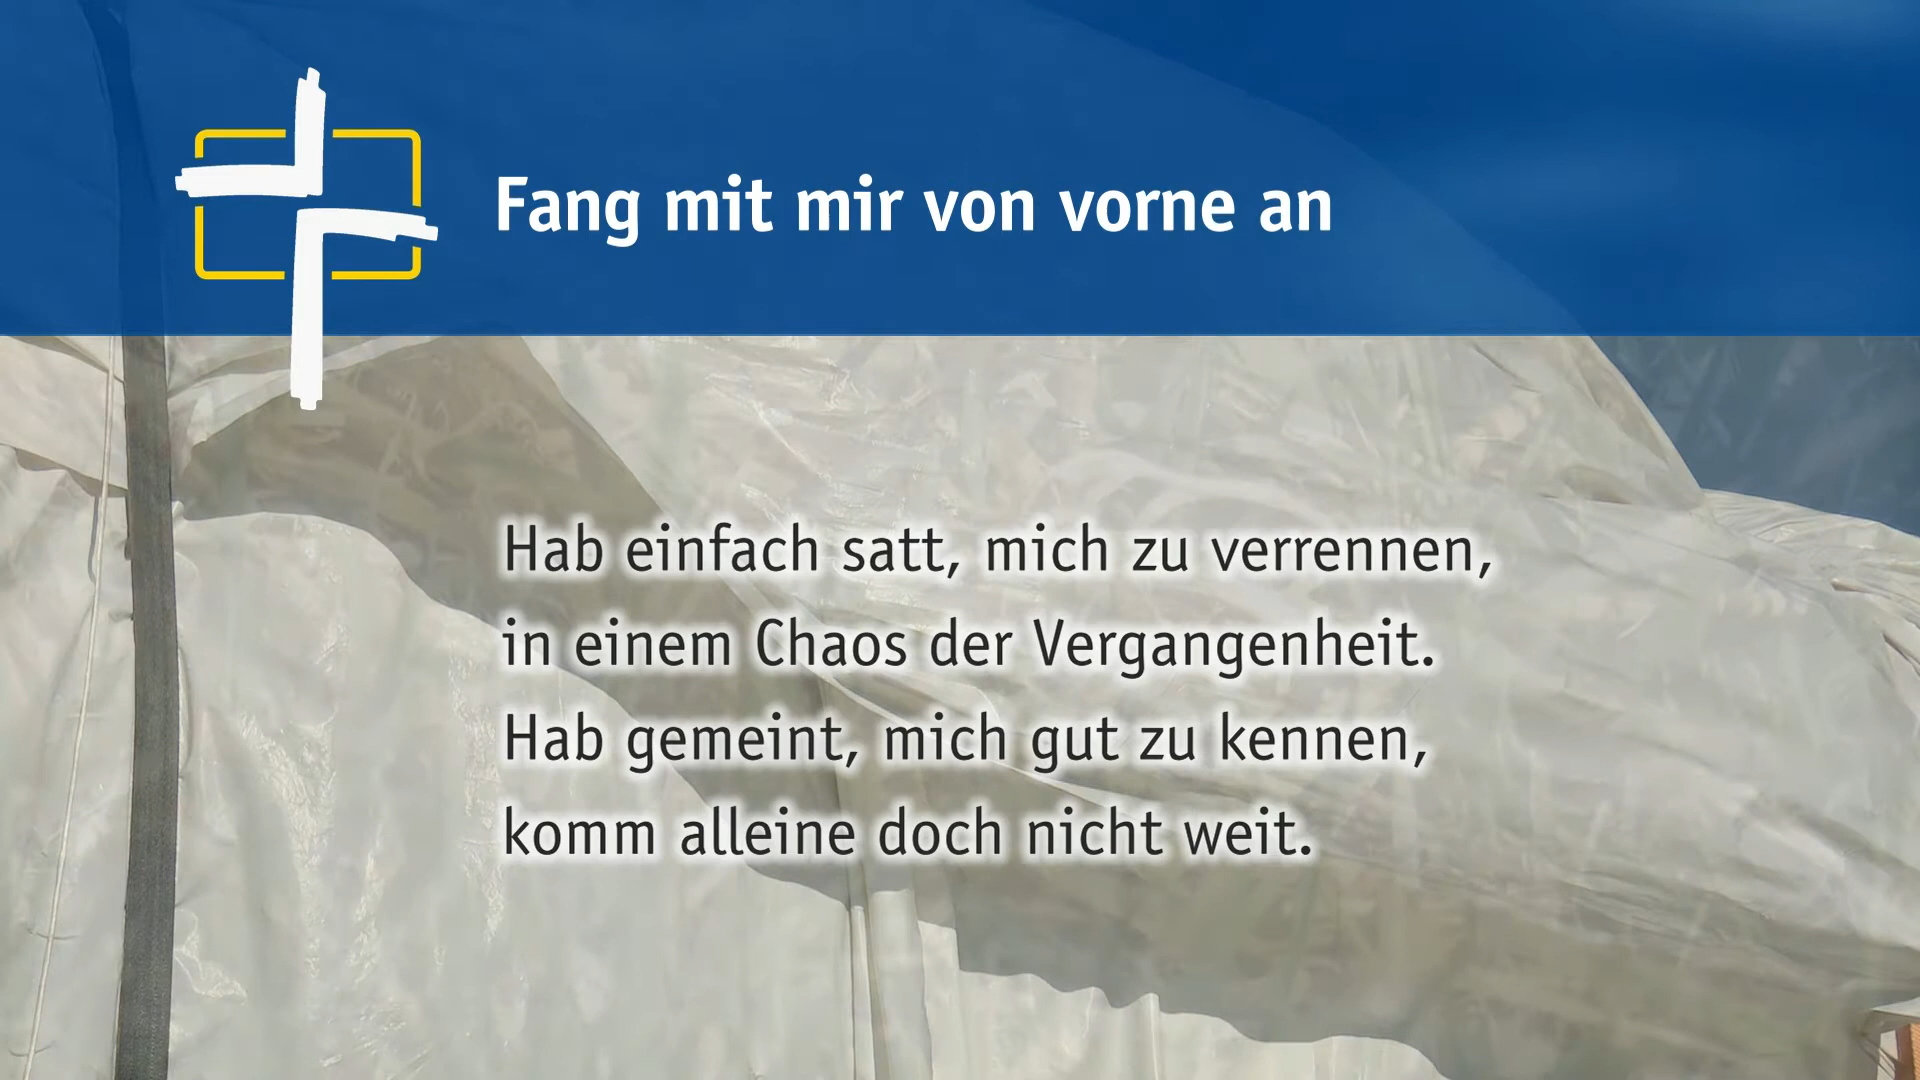 Fang mit mir von vorne an
Hab einfach satt, mich zu verrennen,
in einem Chaos der Vergangenheit.
Hab gemeint, mich gut zu kennen,
komm alleine doch nicht weit.